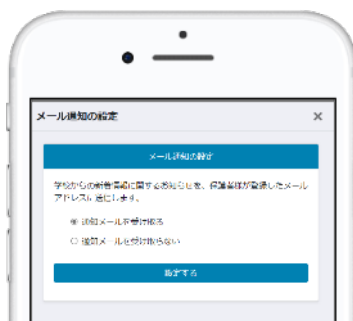 メール通知の設定 ×
メール通知の設定
学校からの新着情報に関するお知らせを、保護者様が登録したメール
アドレスに送信します。
通知メールを受け取る
通知メールを受け取らない
設定する